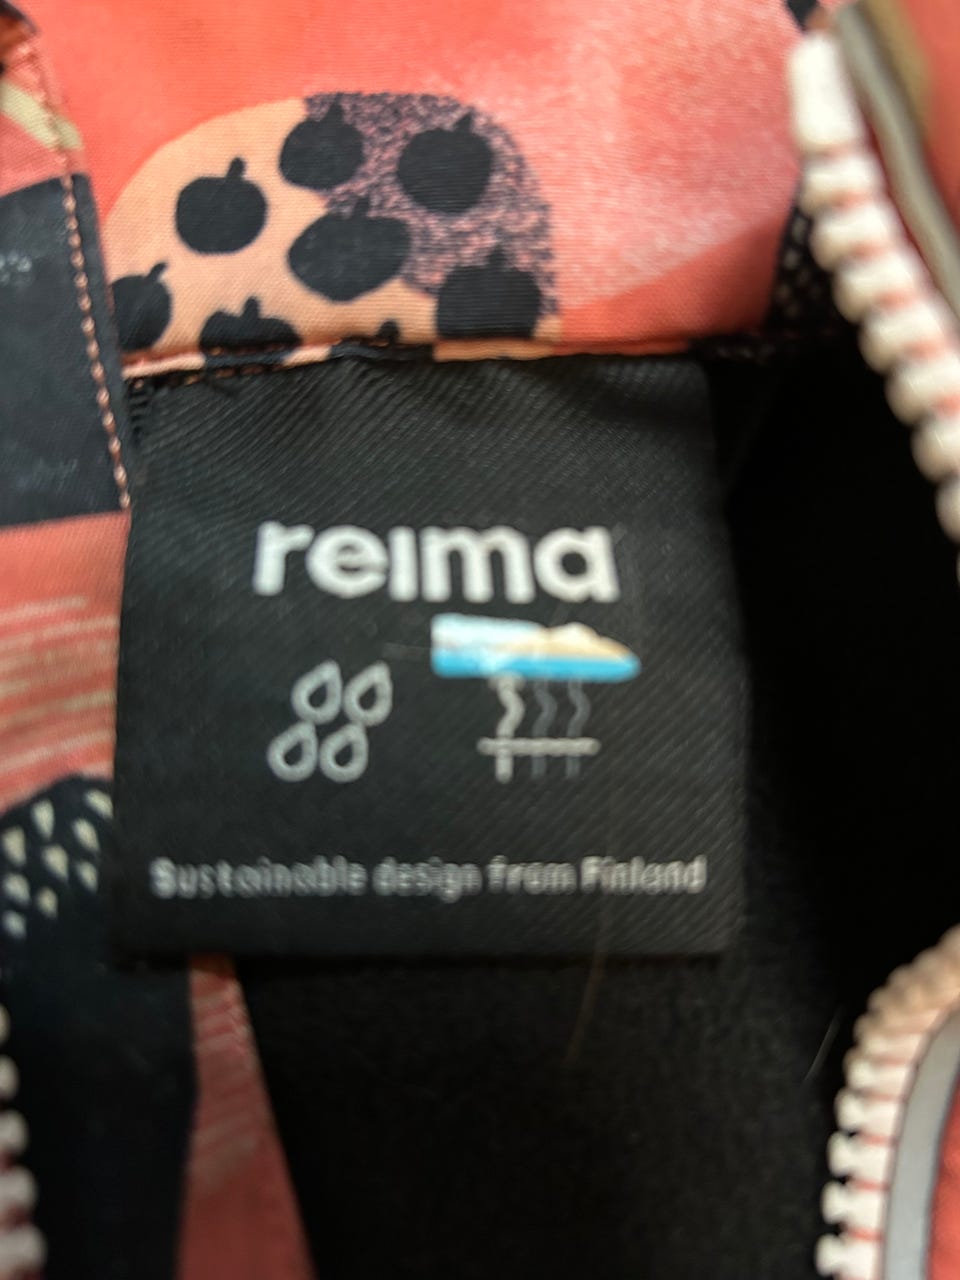 reima
Sustainable design from Finland